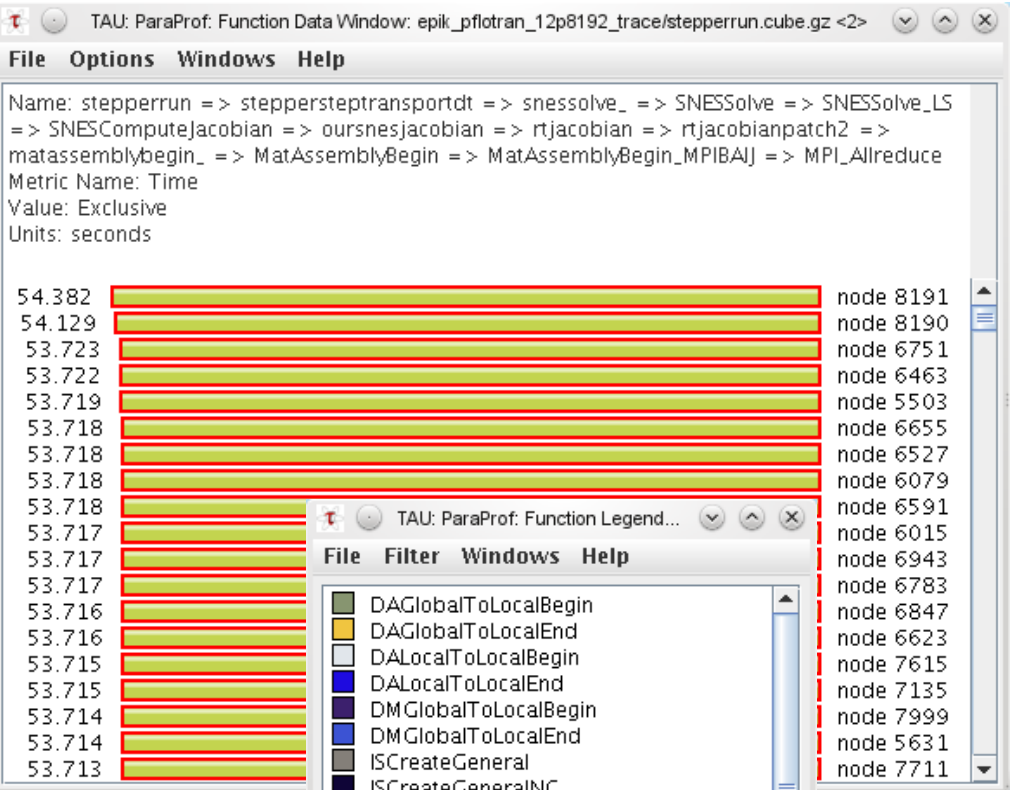 TAU: ParaProf: Function Data Window: epik_pflotran_12p8192_trace/stepperrun.cube.gz <2>
File Options Windows Help
Name: stepperrun => steppersteptransportdt => snessolve_ => SNESSolve => SNESSolve_LS
=> SNESComputeJacobian => oursnesjacobian => rtjacobian => rtjacobianpatch2 =>
matassemblybegin_ => MatAssemblyBegin => MatAssemblyBegin_MPIBAIJ => MPI_Allreduce
Metric Name: Time
Value: Exclusive
Units: seconds
54.382 node 8191
54.129 node 8190
53.723 node 6751
53.722 node 6463
53.719 node 5503
53.718 node 6655
53.718 node 6527
53.718 node 6079
53.718 node 6591
53.717 node 6015
53.717 node 6943
53.717 node 6783
53.716 node 6847
53.716 node 6623
53.715 node 7615
53.715 node 7135
53.714 node 7999
53.714 node 5631
53.713 node 7711
TAU: ParaProf: Function Legend...
File Filter Windows Help
DAGlobalToLocalBegin
DAGlobalToLocalEnd
DALocalToLocalBegin
DALocalToLocalEnd
DMGlobalToLocalBegin
DMGlobalToLocalEnd
ISCreateGeneral
ISCreateGeneralNC